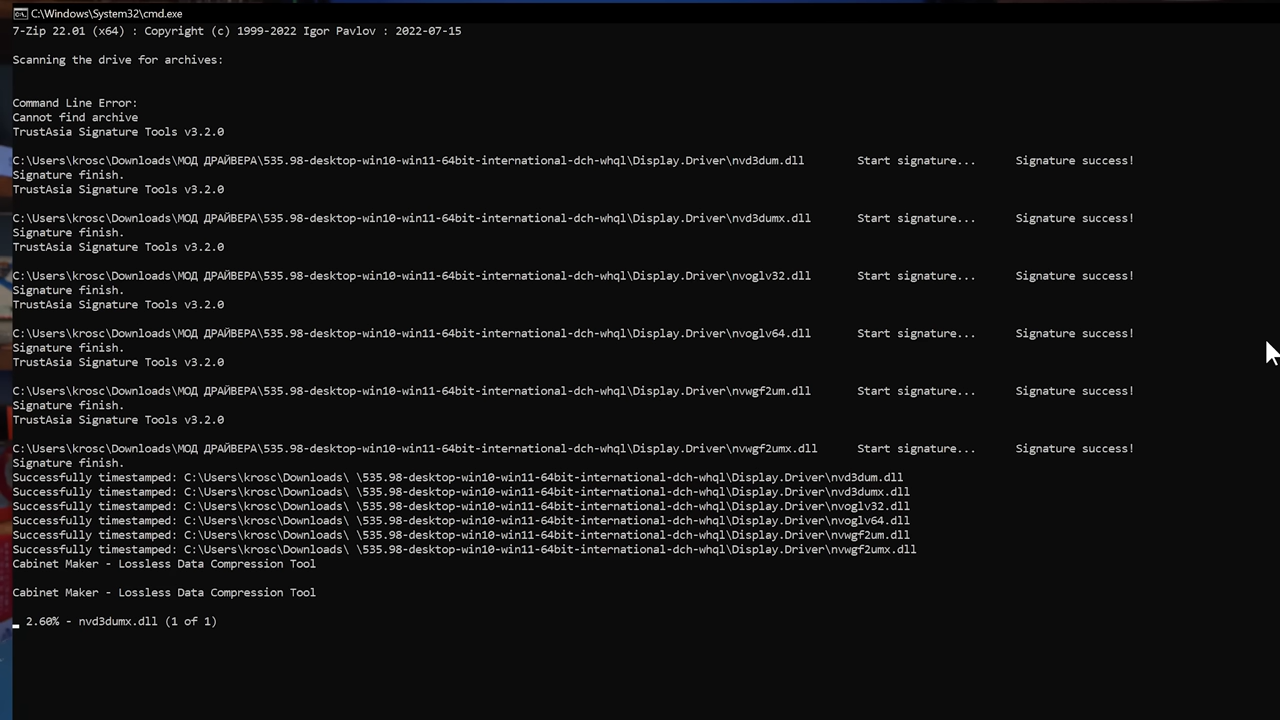 C:\Windows\System32\cmd.exe
7-Zip 22.01 (x64) : Copyright (c) 1999-2022 Igor Pavlov : 2022-07-15
Scanning the drive for archives:
Command Line Error:
Cannot find archive
TrustAsia Signature Tools v3.2.0
C:\Users\krosc\Downloads\МОД ДРАЙВЕРА\535.98-desktop-win10-win11-64bit-international-dch-whql\Display.Driver\nvd3dum.dll Start signature... Signature success!
Signature finish.
TrustAsia Signature Tools v3.2.0
C:\Users\krosc\Downloads\МОД ДРАЙВЕРА\535.98-desktop-win10-win11-64bit-international-dch-whql\Display.Driver\nvd3dumx.dll Start signature... Signature success!
Signature finish.
TrustAsia Signature Tools v3.2.0
C:\Users\krosc\Downloads\МОД ДРАЙВЕРА\535.98-desktop-win10-win11-64bit-international-dch-whql\Display.Driver\nvoglv32.dll Start signature... Signature success!
Signature finish.
TrustAsia Signature Tools v3.2.0
C:\Users\krosc\Downloads\МОД ДРАЙВЕРА\535.98-desktop-win10-win11-64bit-international-dch-whql\Display.Driver\nvoglv64.dll Start signature... Signature success!
Signature finish.
TrustAsia Signature Tools v3.2.0
C:\Users\krosc\Downloads\МОД ДРАЙВЕРА\535.98-desktop-win10-win11-64bit-international-dch-whql\Display.Driver\nvwgf2um.dll Start signature... Signature success!
Signature finish.
TrustAsia Signature Tools v3.2.0
C:\Users\krosc\Downloads\МОД ДРАЙВЕРА\535.98-desktop-win10-win11-64bit-international-dch-whql\Display.Driver\nvwgf2umx.dll Start signature... Signature success!
Signature finish.
Successfully timestamped: C:\Users\krosc\Downloads\ \535.98-desktop-win10-win11-64bit-international-dch-whql\Display.Driver\nvd3dum.dll
Successfully timestamped: C:\Users\krosc\Downloads\ \535.98-desktop-win10-win11-64bit-international-dch-whql\Display.Driver\nvd3dumx.dll
Successfully timestamped: C:\Users\krosc\Downloads\ \535.98-desktop-win10-win11-64bit-international-dch-whql\Display.Driver\nvoglv32.dll
Successfully timestamped: C:\Users\krosc\Downloads\ \535.98-desktop-win10-win11-64bit-international-dch-whql\Display.Driver\nvoglv64.dll
Successfully timestamped: C:\Users\krosc\Downloads\ \535.98-desktop-win10-win11-64bit-international-dch-whql\Display.Driver\nvwgf2um.dll
Successfully timestamped: C:\Users\krosc\Downloads\ \535.98-desktop-win10-win11-64bit-international-dch-whql\Display.Driver\nvwgf2umx.dll
Cabinet Maker - Lossless Data Compression Tool
Cabinet Maker - Lossless Data Compression Tool
2.60% - nvd3dumx.dll (1 of 1)